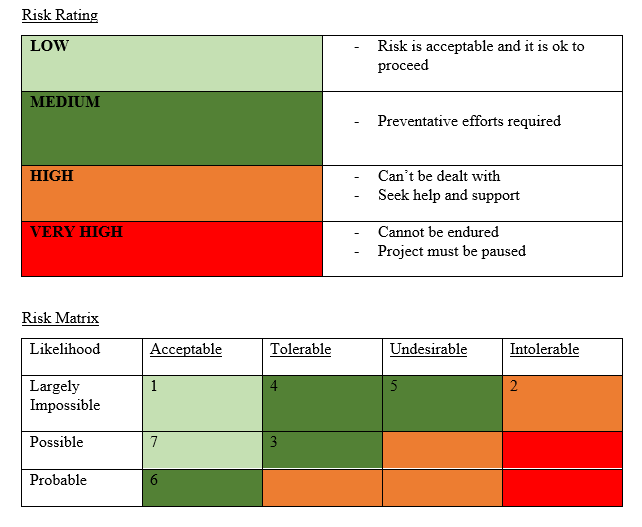 Risk Rating
LOW
- Risk is acceptable and it is ok to
proceed
MEDIUM
- Preventative efforts required
HIGH
- Can't be dealt with
- Seek help and support
VERY HIGH
- Cannot be endured
- Project must be paused
Risk Matrix
Likelihood Acceptable Tolerable Undesirable Intolerable
Largely 1 4 5 2
Impossible
Possible 7 3
Probable 6